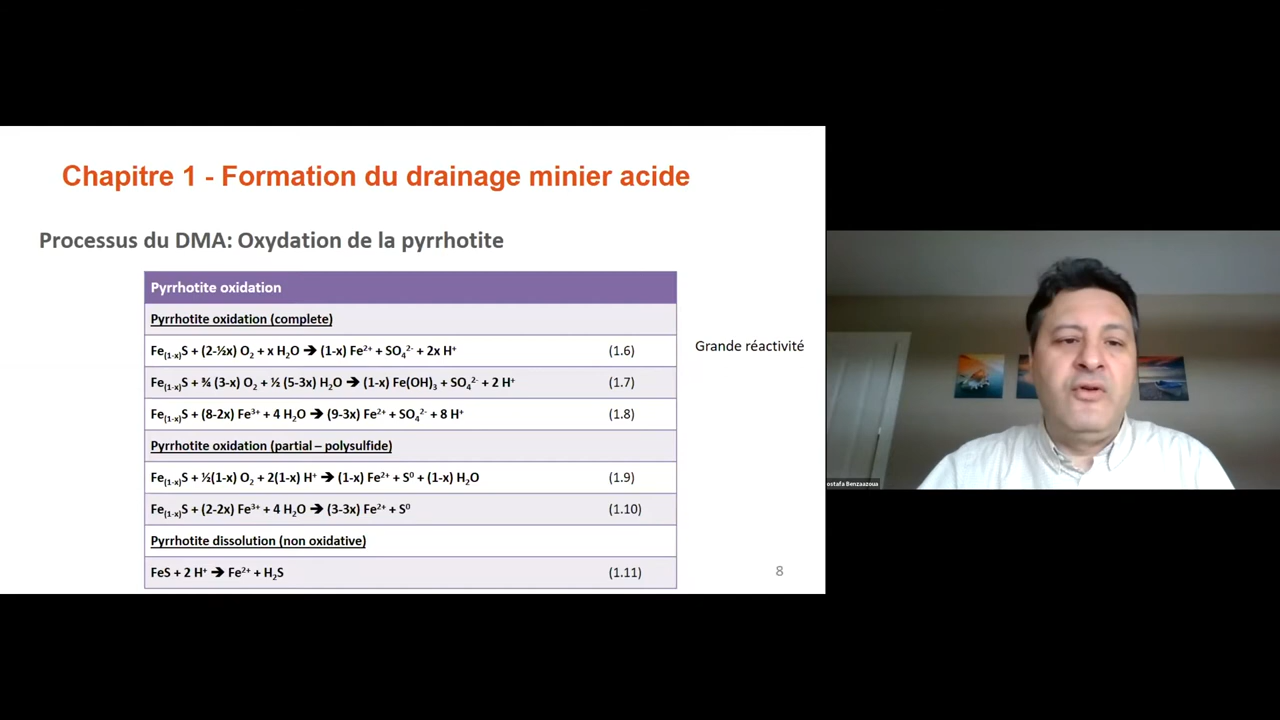 Chapitre 1 - Formation du drainage minier acide
Processus du DMA: Oxydation de la pyrrhotite
Pyrrhotite oxidation
Pyrrhotite oxidation (complete)
Fe(1-x)S + (2-½x) O2 + x H2O ➔ (1-x) Fe2+ + SO42- + 2x H+ (1.6)
Grande réactivité
Fe(1-x)S + ¾ (3-x) O2 + ½ (5-3x) H2O ➔ (1-x) Fe(OH)3 + SO42- + 2 H+ (1.7)
Fe(1-x)S + (8-2x) Fe3+ + 4 H2O ➔ (9-3x) Fe2+ + SO42- + 8 H+ (1.8)
Pyrrhotite oxidation (partial – polysulfide)
Fe(1-x)S + ½(1-x) O2 + 2(1-x) H+ ➔ (1-x) Fe2+ + S0 + (1-x) H2O (1.9)
Fe(1-x)S + (2-2x) Fe3+ + 4 H2O ➔ (3-3x) Fe2+ + S0 (1.10)
Pyrrhotite dissolution (non oxidative)
FeS + 2 H+ ➔ Fe2+ + H2S (1.11)
8
ostafa Benzaazoua